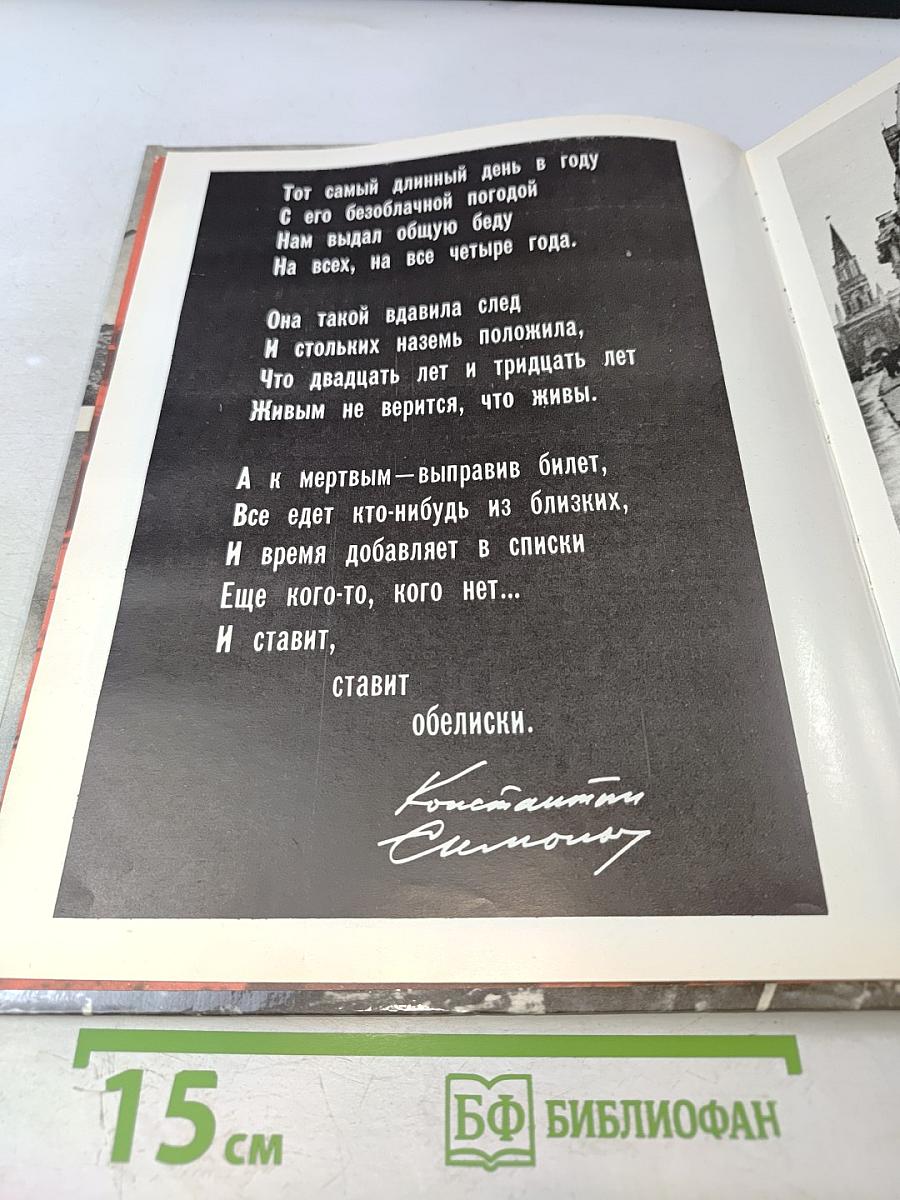 Тот самый длинный день в году
С его безоблачной погодой
Нам выдал общую беду
На всех, на все четыре года.
Она такой вдавила след
И стольких наземь положила,
Что двадцать лет и тридцать лет
Живым не верится, что живы.
А к мертвым — выправив билет,
Все едет кто-нибудь из близких,
И время добавляет в списки
Еще кого-то, кого нет...
И ставит,
ставит
обелиски.
Константин
Симонов
15 см
БФ БИБЛИОФАН